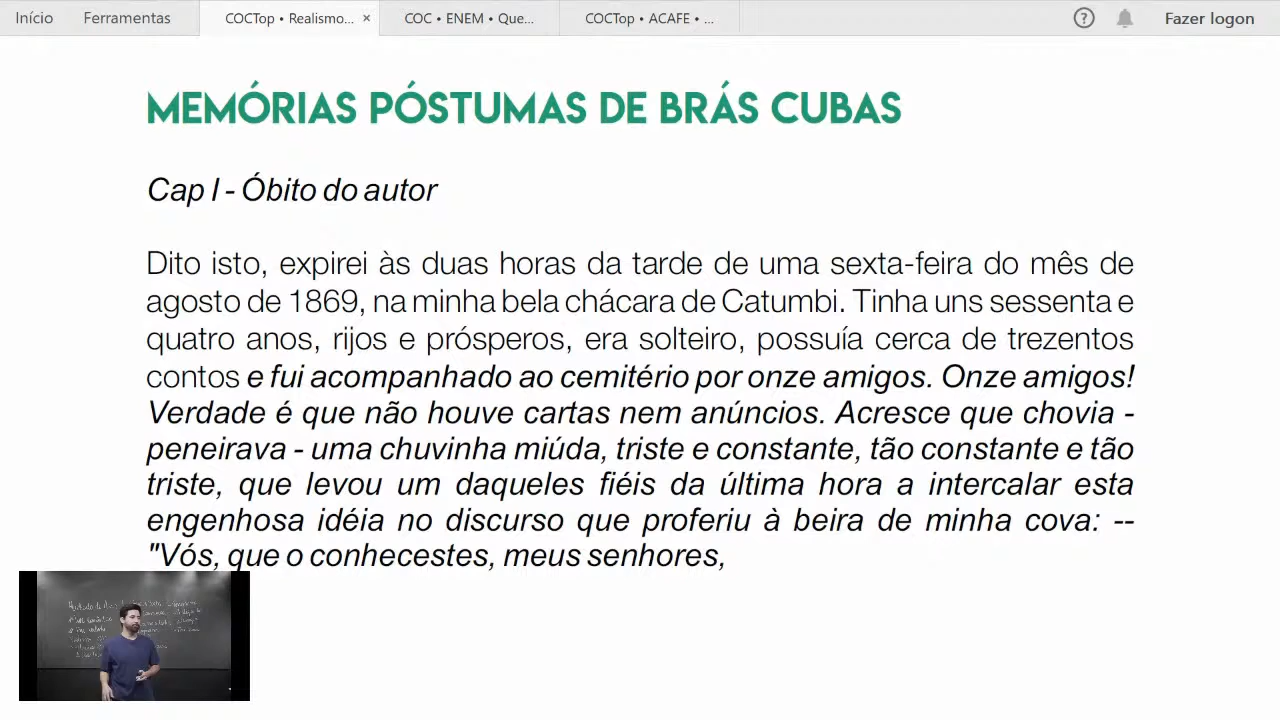 Início Ferramentas COCTop • Realismo... × COC • ENEM • Que... COCTop • ACAFE • ... ? Fazer logon
MEMÓRIAS PÓSTUMAS DE BRÁS CUBAS
Cap I - Óbito do autor
Dito isto, expirei às duas horas da tarde de uma sexta-feira do mês de
agosto de 1869, na minha bela chácara de Catumbi. Tinha uns sessenta e
quatro anos, rijos e prósperos, era solteiro, possuía cerca de trezentos
contos e fui acompanhado ao cemitério por onze amigos. Onze amigos!
Verdade é que não houve cartas nem anúncios. Acresce que chovia -
peneirava - uma chuvinha miúda, triste e constante, tão constante e tão
triste, que levou um daqueles fiéis da última hora a intercalar esta
engenhosa idéia no discurso que proferiu à beira de minha cova: --
"Vós, que o conhecestes, meus senhores,